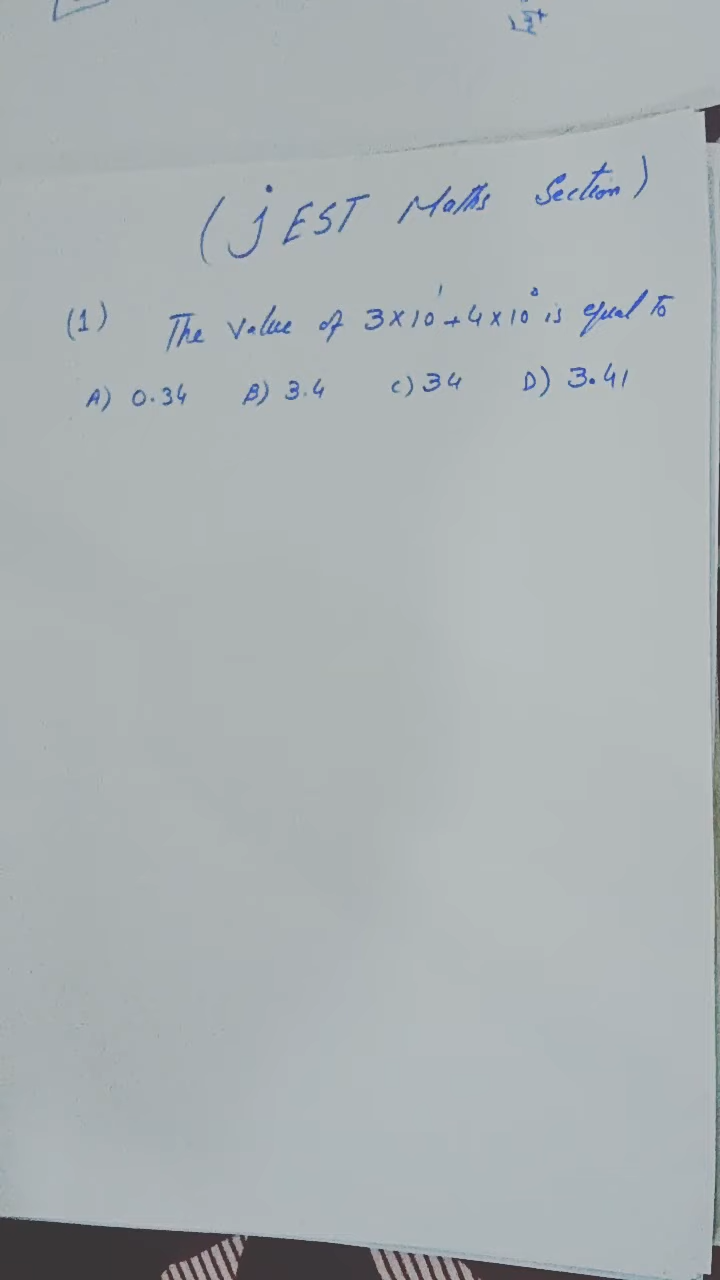 (jEST Maths Section)
(1) The value of 3×10¹+4×10⁰ is equal to
A) 0.34 B) 3.4 C) 34 D) 3.41